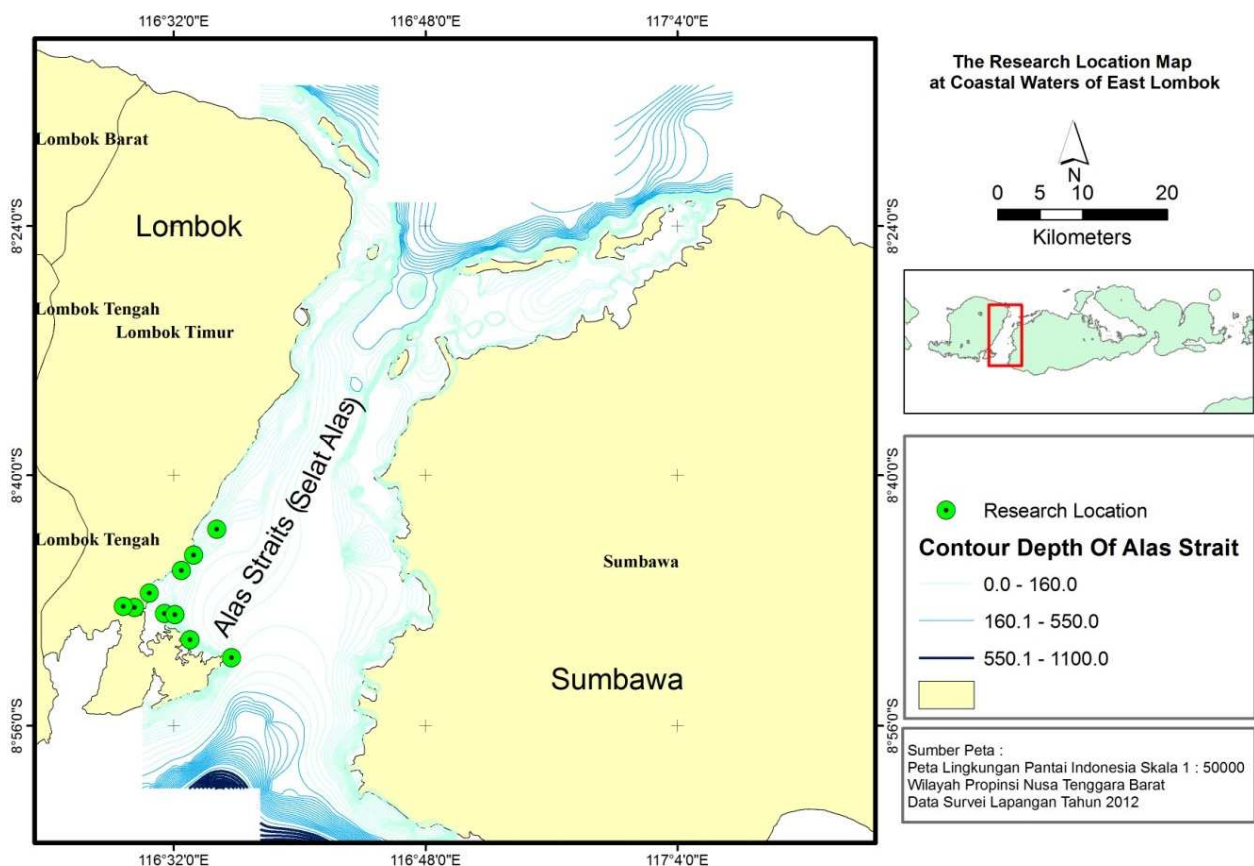 116°32'0"E 116°48'0"E 117°4'0"E
The Research Location Map
at Coastal Waters of East Lombok
N
0 5 10 20
Kilometers
8°24'0"S
8°24'0"S
Lombok Barat
Lombok
Lombok Tengah
Lombok Timur
Alas Straits (Selat Alas)
8°40'0"S
8°40'0"S
Lombok Tengah
Sumbawa
Sumbawa
8°56'0"S
8°56'0"S
116°32'0"E 116°48'0"E 117°4'0"E
Research Location
Contour Depth Of Alas Strait
0.0 - 160.0
160.1 - 550.0
550.1 - 1100.0
Sumber Peta :
Peta Lingkungan Pantai Indonesia Skala 1 : 50000
Wilayah Propinsi Nusa Tenggara Barat
Data Survei Lapangan Tahun 2012